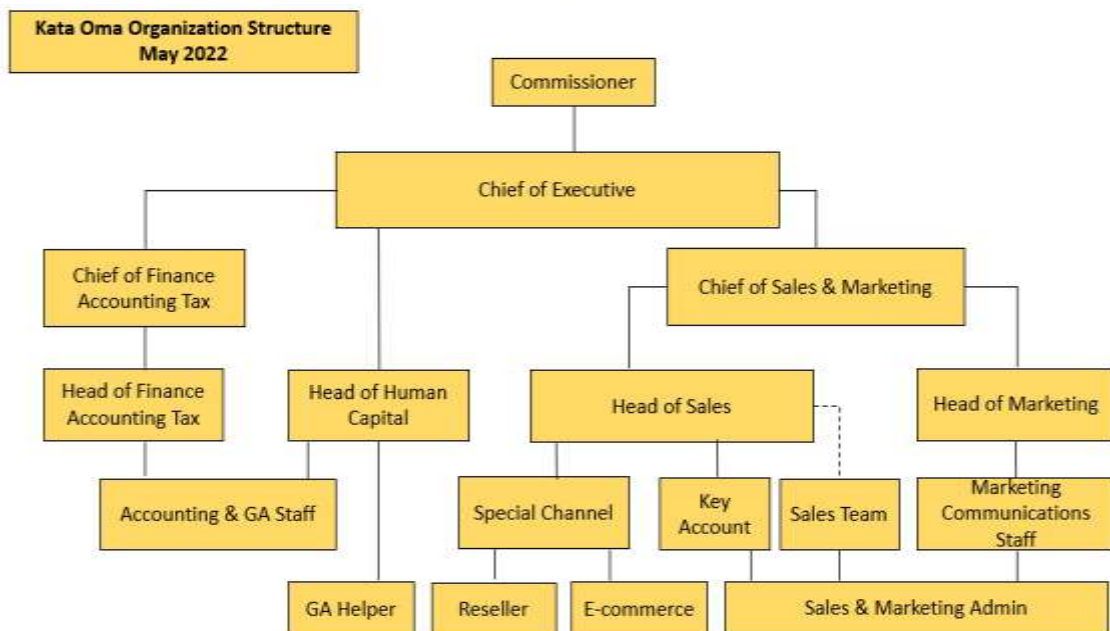 Kata Oma Organization Structure
May 2022
Commissioner
Chief of Executive
Chief of Finance
Accounting Tax
Chief of Sales & Marketing
Head of Finance
Accounting Tax
Head of Human
Capital
Head of Sales
Head of Marketing
Accounting & GA Staff
Special Channel
Key
Account
Sales Team
Marketing
Communications
Staff
GA Helper
Reseller
E-commerce
Sales & Marketing Admin